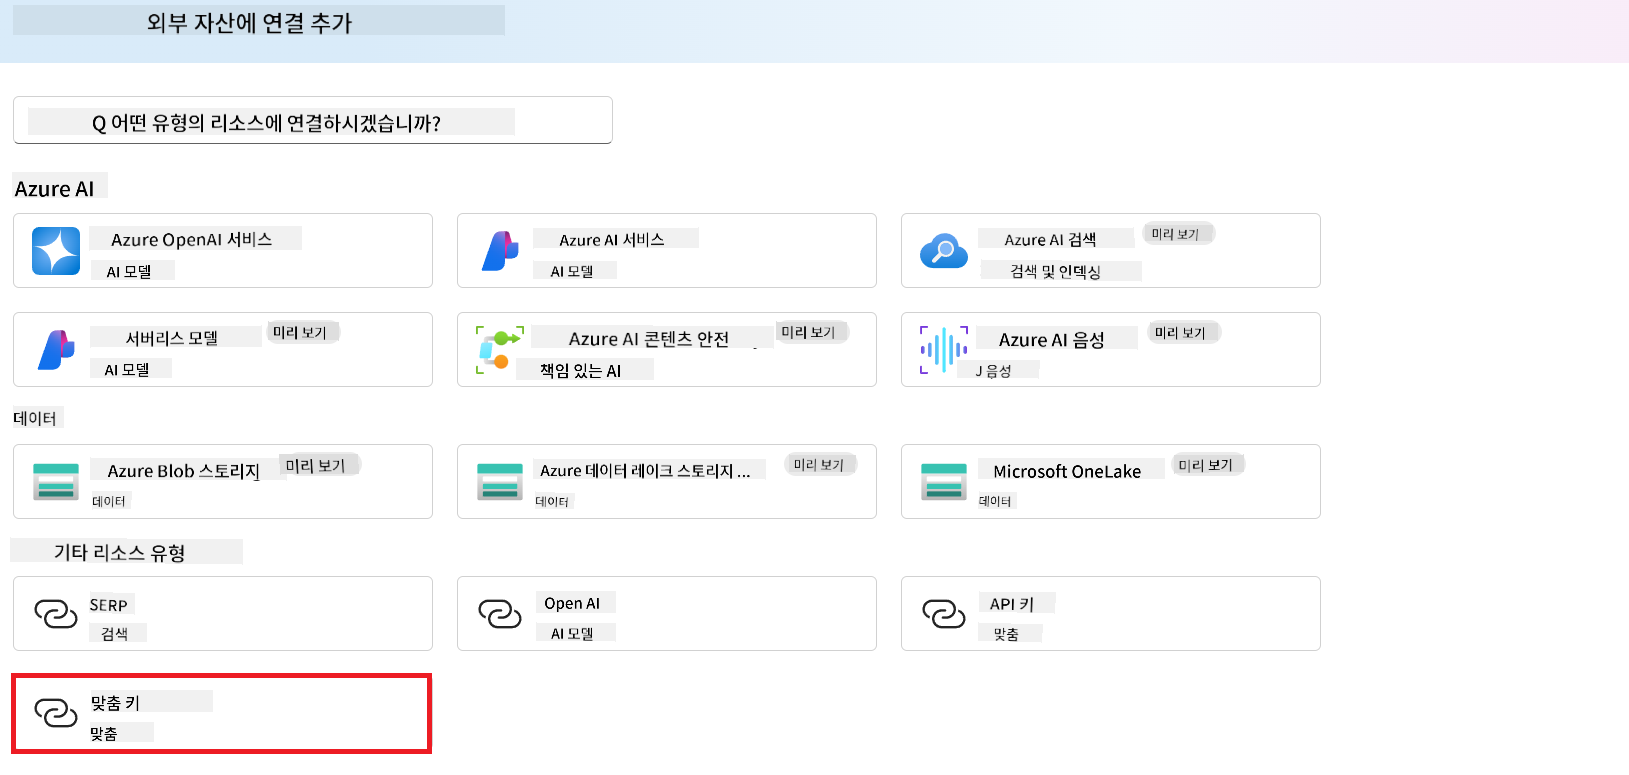 외부 자산에 연결 추가
Q 어떤 유형의 리소스에 연결하시겠습니까?
Azure AI
Azure OpenAI 서비스
AI 모델
Azure AI 서비스
AI 모델
Azure AI 검색
미리 보기
검색 및 인덱싱
서버리스 모델
미리 보기
AI 모델
Azure AI 콘텐츠 안전
미리 보기
책임 있는 AI
Azure AI 음성
미리 보기
J 음성
데이터
Azure Blob 스토리지
미리 보기
데이터
Azure 데이터 레이크 스토리지 ...
미리 보기
데이터
Microsoft OneLake
미리 보기
데이터
기타 리소스 유형
SERP
검색
Open AI
AI 모델
API 키
맞춤
맞춤 키
맞춤